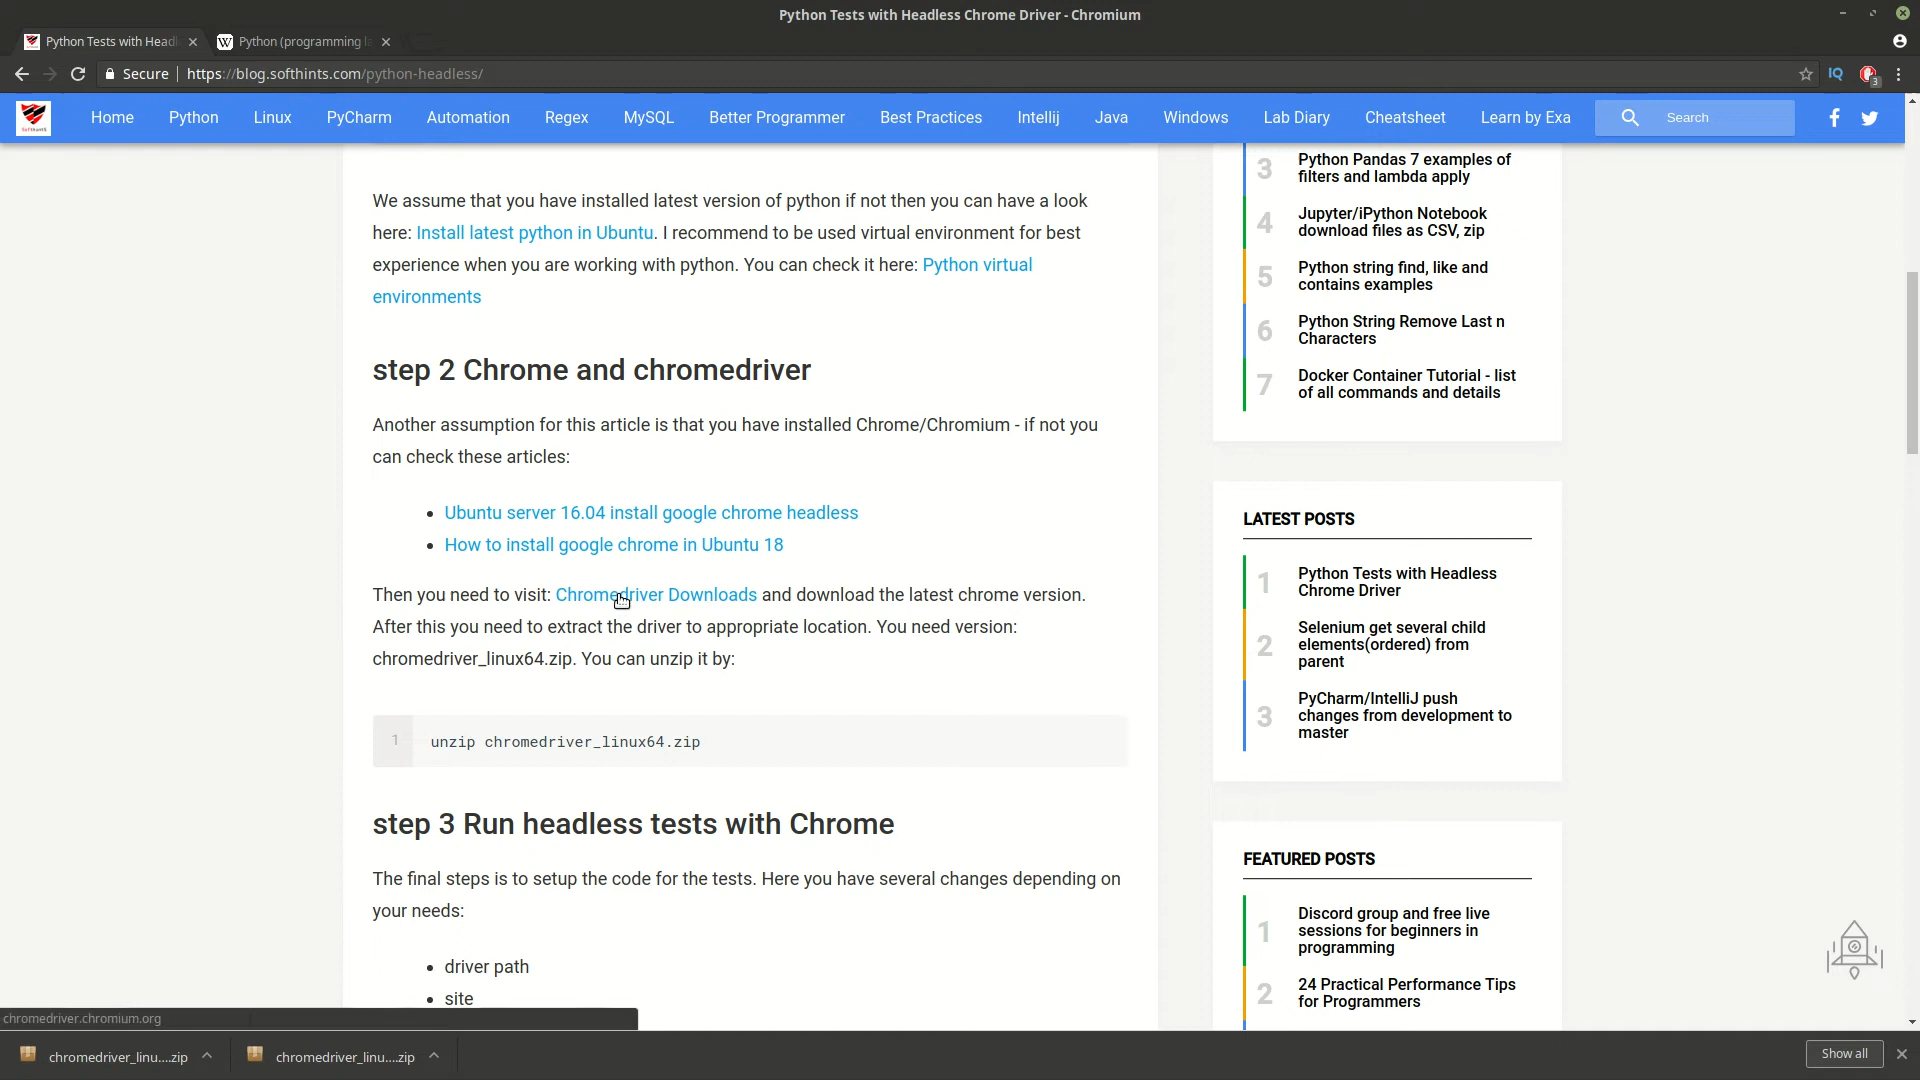 Python Tests with Headless Chrome Driver - Chromium
Python Tests with Headl
W Python (programming la
Secure https://blog.softhints.com/python-headless/
IQ
3
Home Python Linux PyCharm Automation Regex MySQL Better Programmer Best Practices Intellij Java Windows Lab Diary Cheatsheet Learn by Exa Search
We assume that you have installed latest version of python if not then you can have a look
here: Install latest python in Ubuntu. I recommend to be used virtual environment for best
experience when you are working with python. You can check it here: Python virtual
environments
step 2 Chrome and chromedriver
Another assumption for this article is that you have installed Chrome/Chromium - if not you
can check these articles:
• Ubuntu server 16.04 install google chrome headless
• How to install google chrome in Ubuntu 18
Then you need to visit: Chromedriver Downloads and download the latest chrome version.
After this you need to extract the driver to appropriate location. You need version:
chromedriver_linux64.zip. You can unzip it by:
1 unzip chromedriver_linux64.zip
step 3 Run headless tests with Chrome
The final steps is to setup the code for the tests. Here you have several changes depending on
your needs:
• driver path
• site
3 Python Pandas 7 examples of
filters and lambda apply
4 Jupyter/iPython Notebook
download files as CSV, zip
5 Python string find, like and
contains examples
6 Python String Remove Last n
Characters
7 Docker Container Tutorial - list
of all commands and details
LATEST POSTS
1 Python Tests with Headless
Chrome Driver
2 Selenium get several child
elements(ordered) from
parent
3 PyCharm/IntelliJ push
changes from development to
master
FEATURED POSTS
1 Discord group and free live
sessions for beginners in
programming
2 24 Practical Performance Tips
for Programmers
chromedriver.chromium.org
chromedriver_linu....zip
chromedriver_linu....zip
Show all